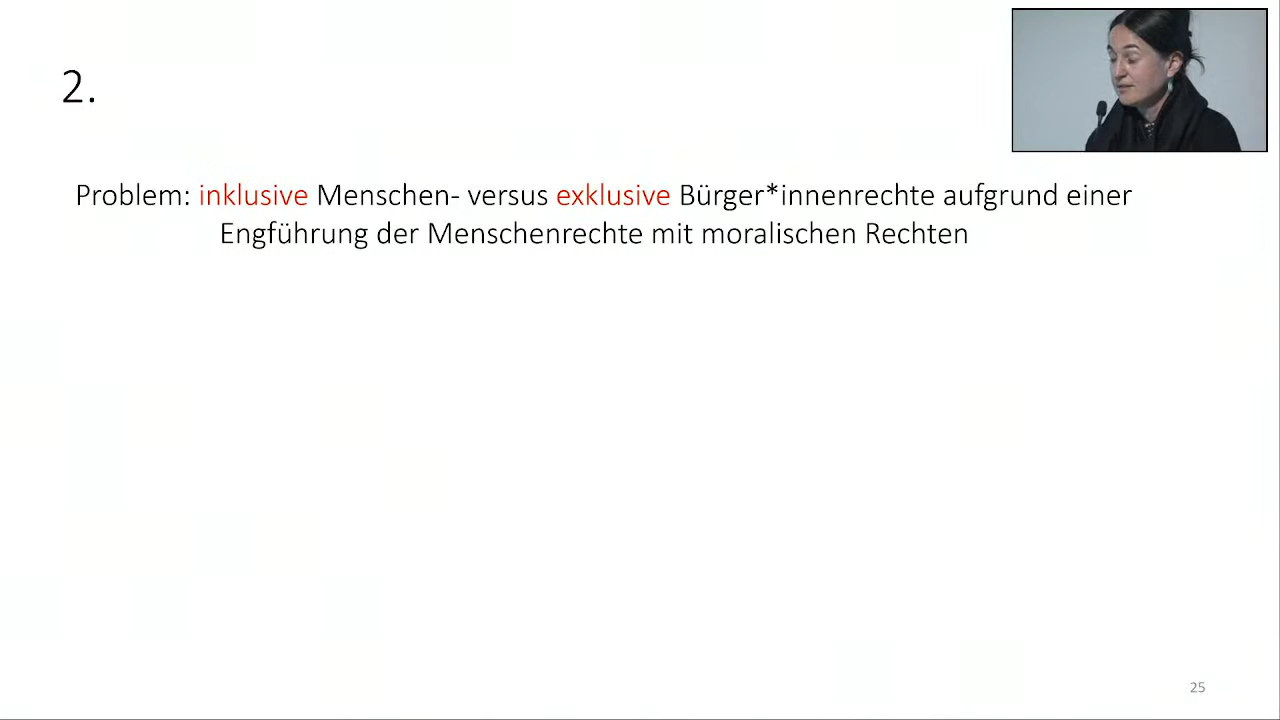 2.
Problem: inklusive Menschen- versus exklusive Bürger*innenrechte aufgrund einer
Engführung der Menschenrechte mit moralischen Rechten
25